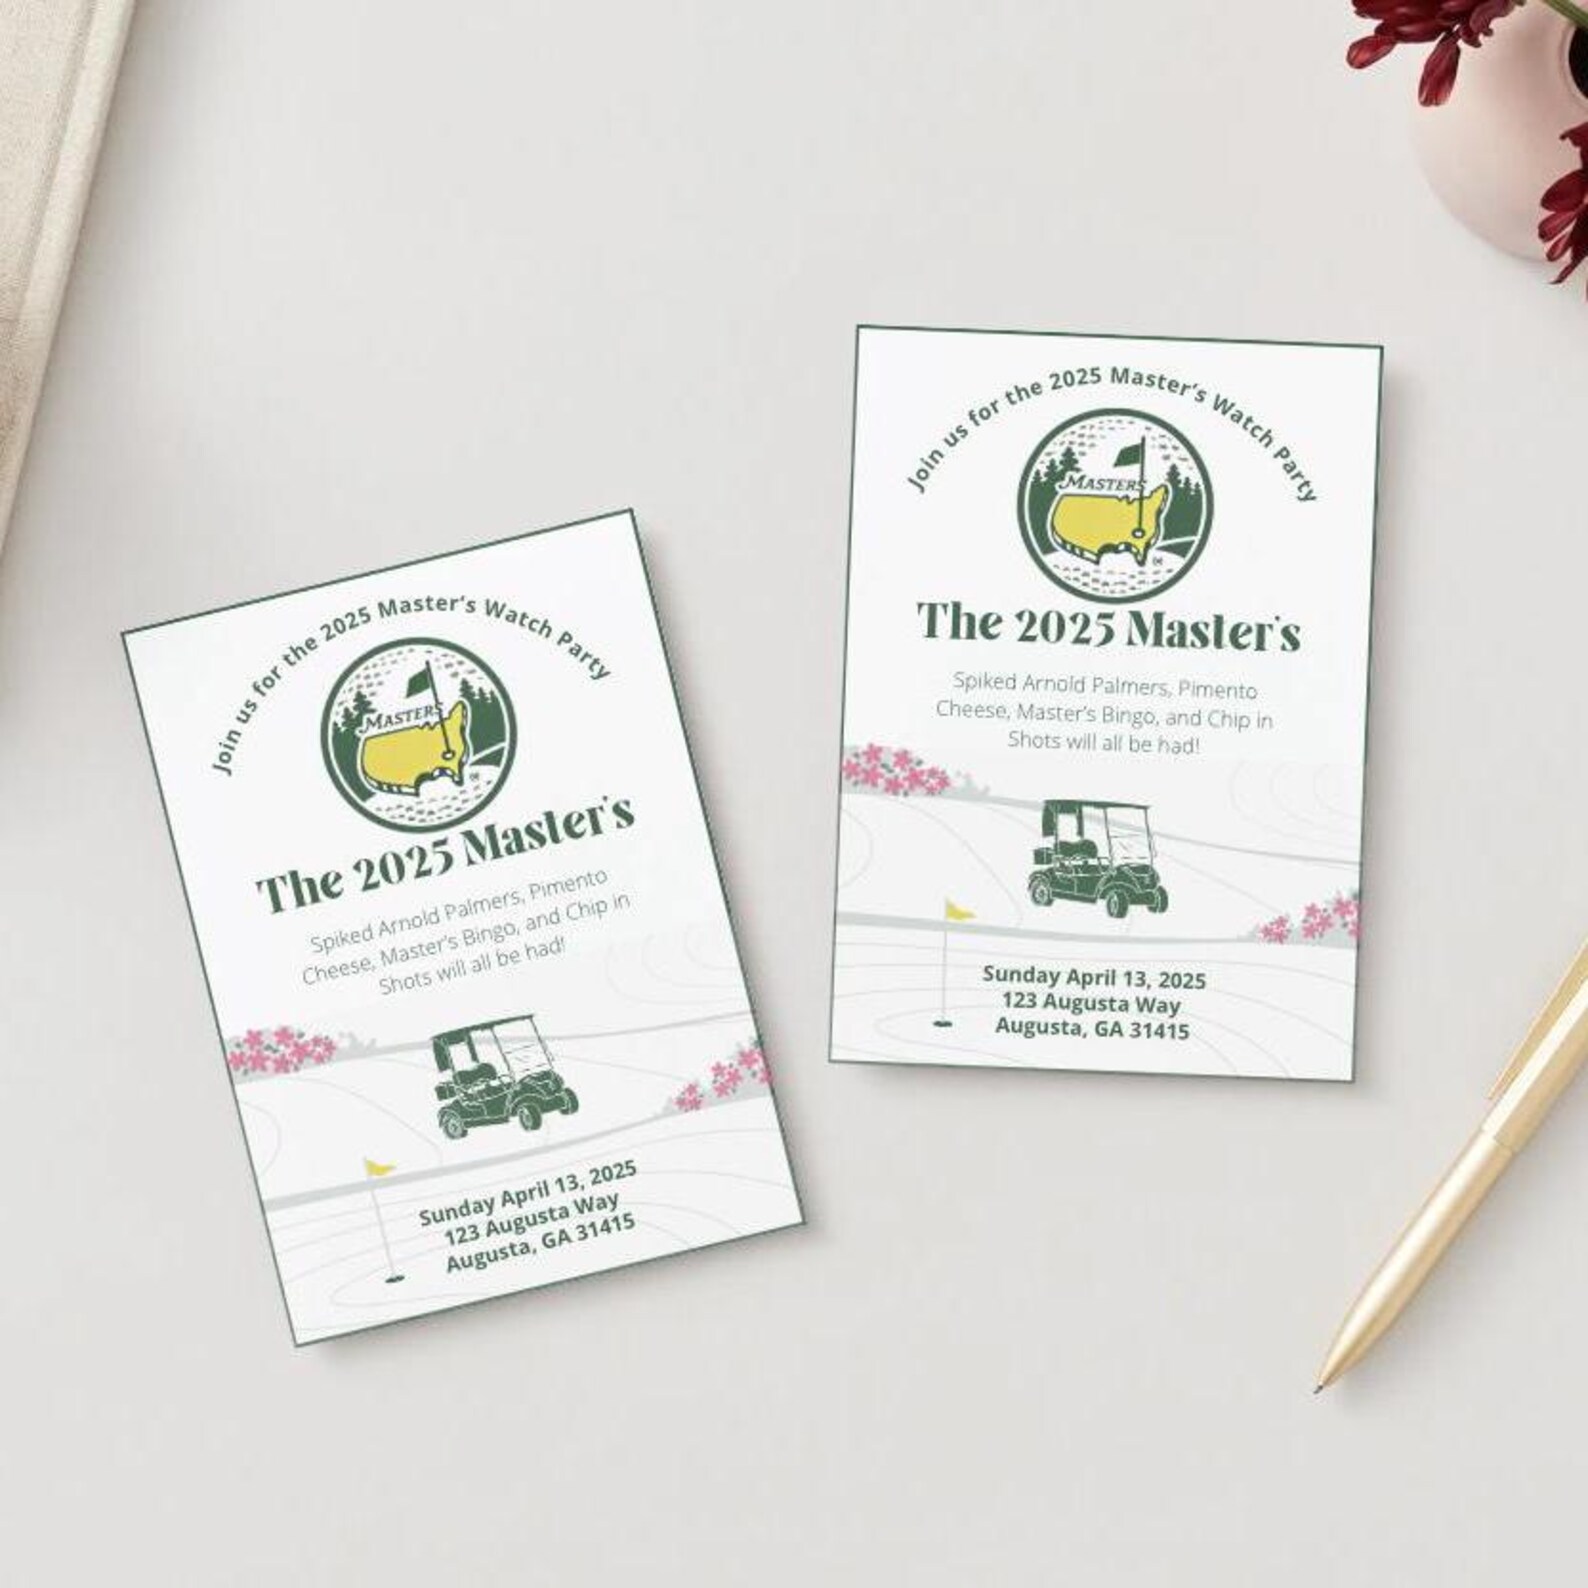 Join us for the 2025 Master's Watch Party
MASTERS
The 2025 Master's
Spiked Arnold Palmers, Pimento
Cheese, Master's Bingo, and Chip in
Shots will all be had!
Sunday April 13, 2025
123 Augusta Way
Augusta, GA 31415
Join us for the 2025 Master's Watch Party
MASTERS
®
The 2025 Master's
Spiked Arnold Palmers, Pimento
Cheese, Master's Bingo, and Chip in
Shots will all be had!
Sunday April 13, 2025
123 Augusta Way
Augusta, GA 31415